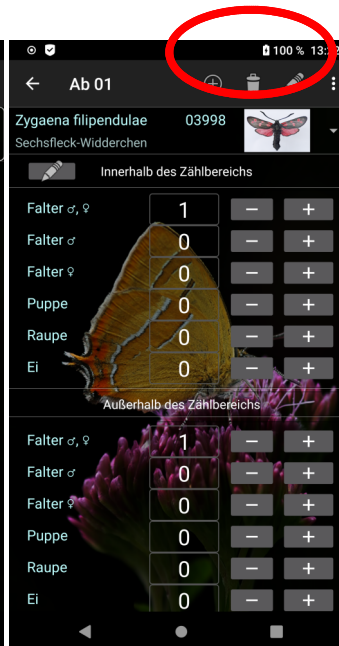 100 % 13:22
Ab 01
Zygaena filipendulae 03998
Sechsfleck-Widderchen
Innerhalb des Zählbereichs
Falter ♂, ♀ 1 − +
Falter ♂ 0 − +
Falter ♀ 0 − +
Puppe 0 − +
Raupe 0 − +
Ei 0 − +
Außerhalb des Zählbereichs
Falter ♂, ♀ 1 − +
Falter ♂ 0 − +
Falter ♀ 0 − +
Puppe 0 − +
Raupe 0 − +
Ei 0 − +